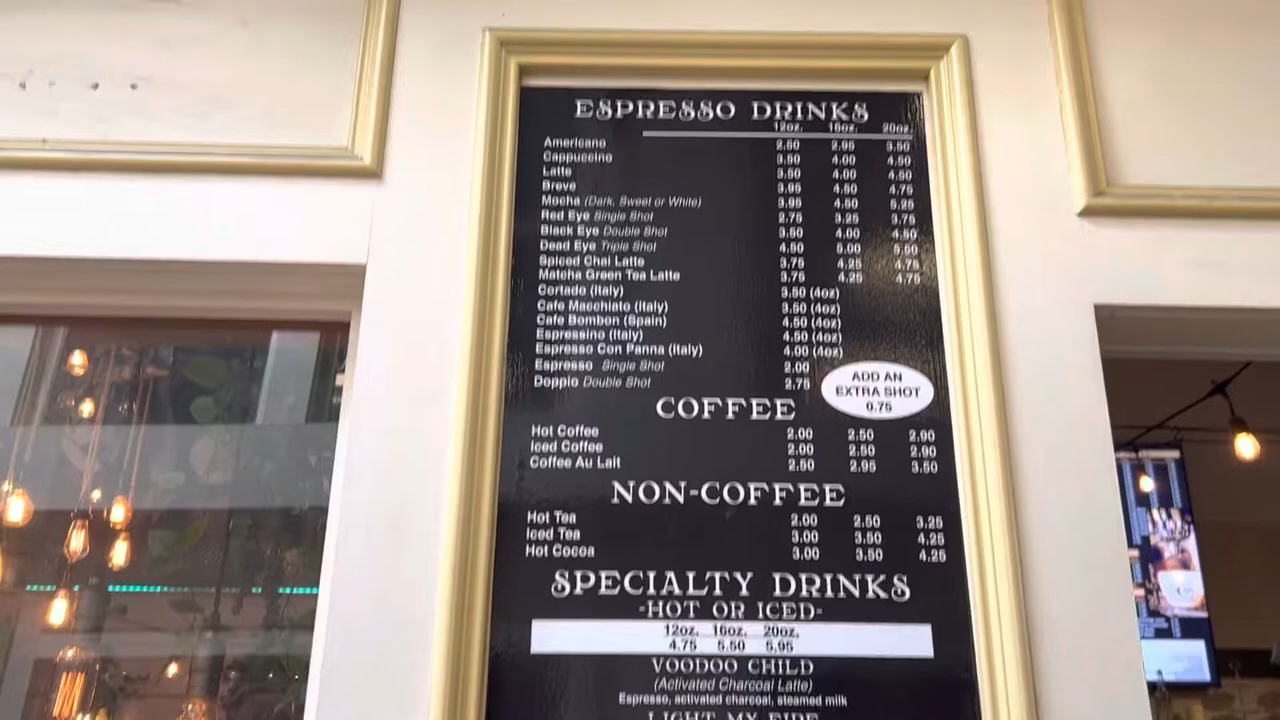 ESPRESSO DRINKS
12oz. 16oz. 20oz.
Americano 2.50 2.95 3.50
Cappuccino 3.50 4.00 4.50
Latte 3.50 4.00 4.50
Breve 3.95 4.50 4.75
Mocha (Dark, Sweet or White) 3.95 4.50 5.25
Red Eye Single Shot 2.75 3.25 3.75
Black Eye Double Shot 3.50 4.00 4.50
Dead Eye Triple Shot 4.50 5.00 5.50
Spiced Chai Latte 3.75 4.25 4.75
Matcha Green Tea Latte 3.75 4.25 4.75
Cortado (Italy) 3.50 (4oz)
Cafe Macchiato (Italy) 3.50 (4oz)
Cafe Bombon (Spain) 4.50 (4oz)
Espressino (Italy) 4.50 (4oz)
Espresso Con Panna (Italy) 4.00 (4oz)
Espresso Single Shot 2.00
Doppio Double Shot 2.75
ADD AN
EXTRA SHOT
0.75
COFFEE
Hot Coffee 2.00 2.50 2.90
Iced Coffee 2.00 2.50 2.90
Coffee Au Lait 2.50 2.95 3.50
NON-COFFEE
Hot Tea 2.00 2.50 3.25
Iced Tea 3.00 3.50 4.25
Hot Cocoa 3.00 3.50 4.25
SPECIALTY DRINKS
-HOT OR ICED-
12oz. 16oz. 20oz.
4.75 5.50 5.95
VOODOO CHILD
(Activated Charcoal Latte)
Espresso, activated charcoal, steamed milk
LIGHT MY FIRE